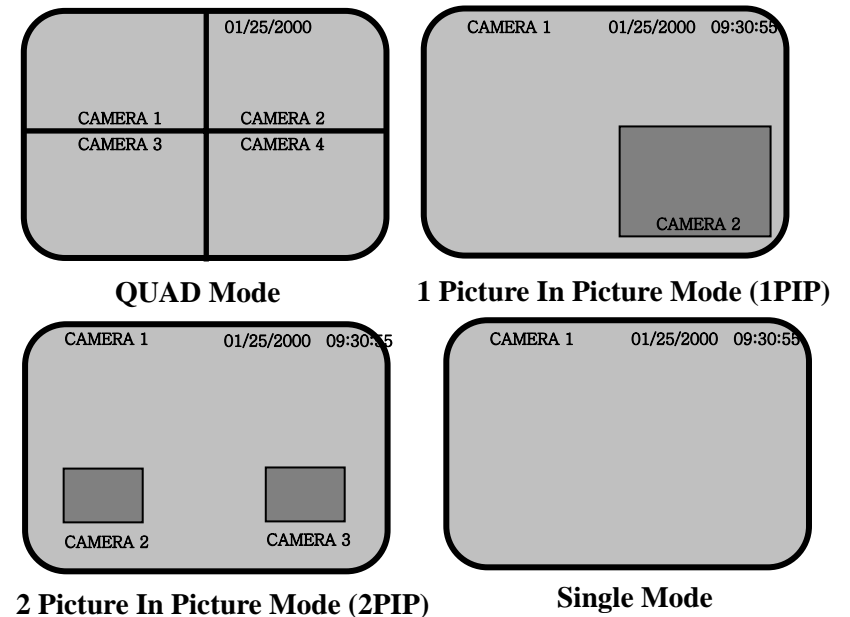 01/25/2000
CAMERA 1 CAMERA 2
CAMERA 3 CAMERA 4
QUAD Mode
CAMERA 1 01/25/2000 09:30:55
CAMERA 2
1 Picture In Picture Mode (1PIP)
CAMERA 1 01/25/2000 09:30:55
CAMERA 2 CAMERA 3
2 Picture In Picture Mode (2PIP)
CAMERA 1 01/25/2000 09:30:55
Single Mode